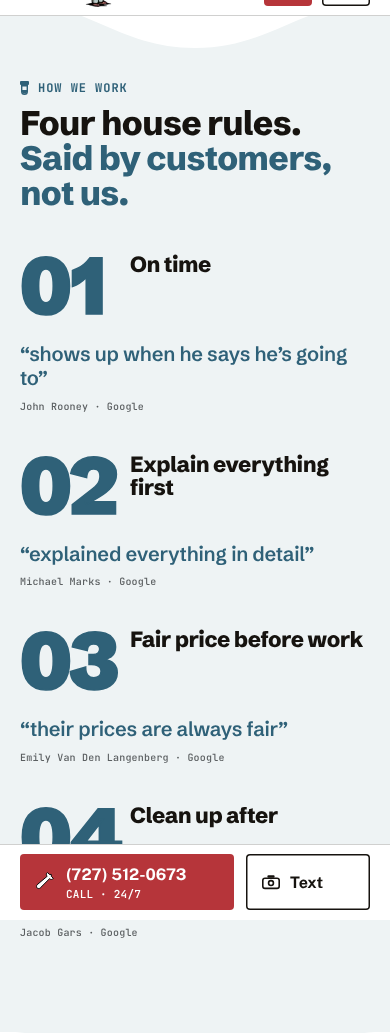 HOW WE WORK
Four house rules.
Said by customers,
not us.
01
On time
“shows up when he says he’s going
to”
John Rooney · Google
02
Explain everything
first
“explained everything in detail”
Michael Marks · Google
03
Fair price before work
“their prices are always fair”
Emily Van Den Langenberg · Google
04
Clean up after
(727) 512-0673
CALL · 24/7
Text
Jacob Gars · Google